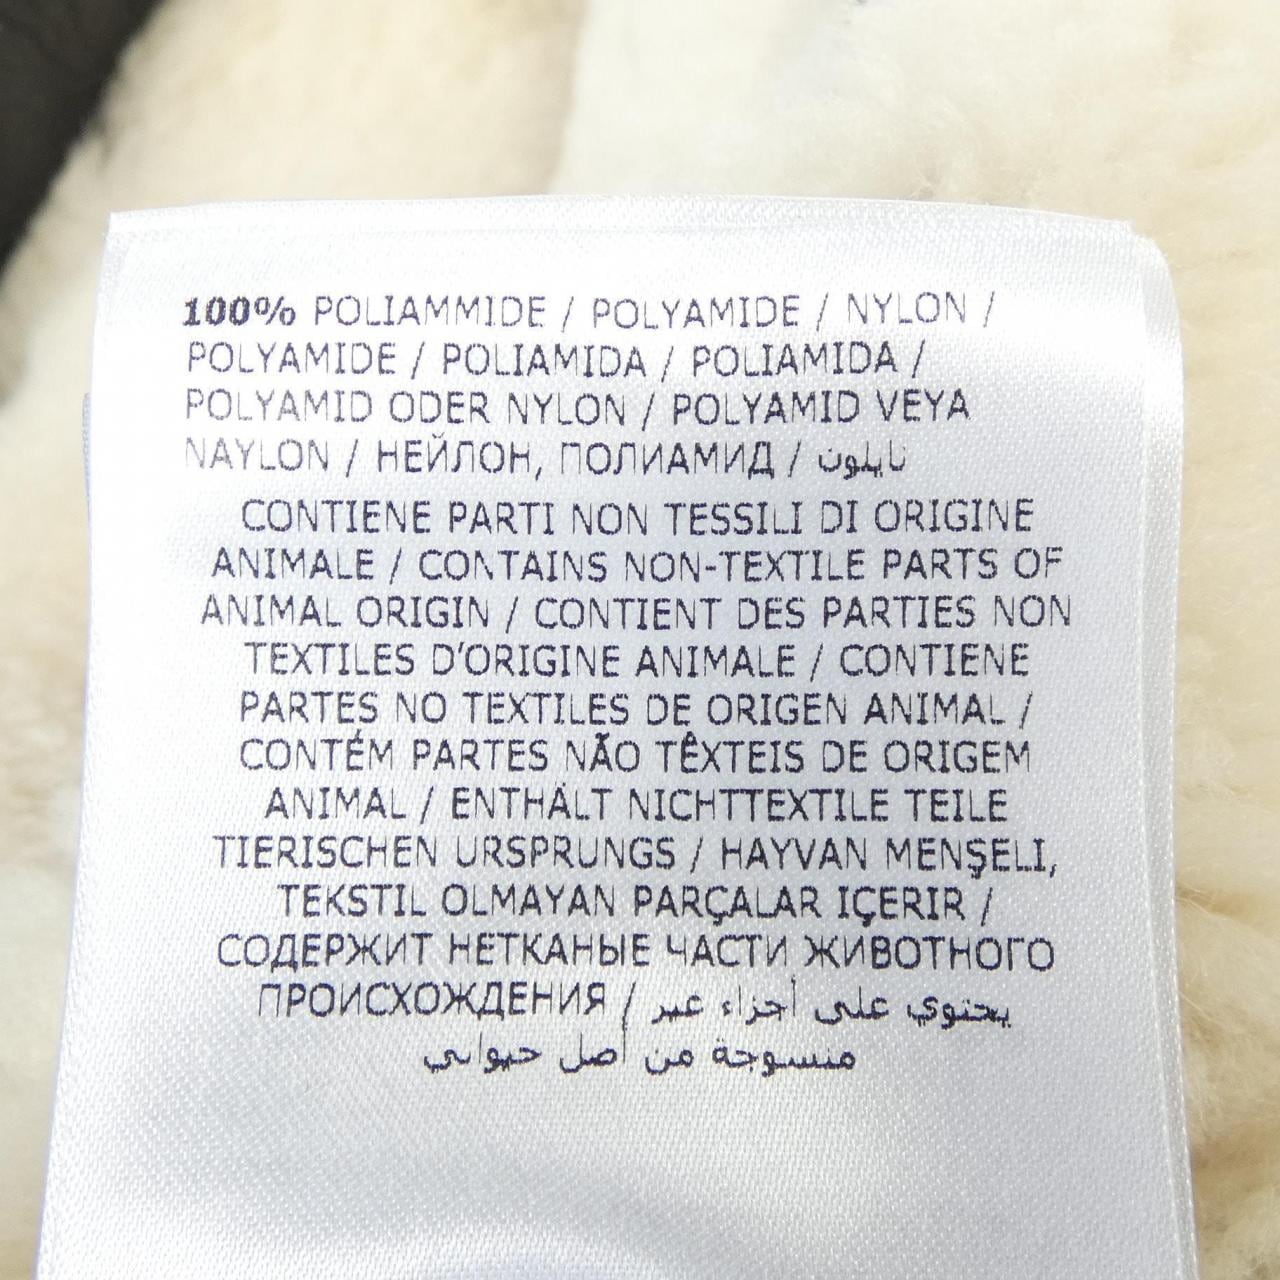 100% POLIAMMIDE / POLYAMIDE / NYLON /
POLYAMIDE / POLIAMIDA / POLIAMIDA /
POLYAMID ODER NYLON / POLYAMID VEYA
NAYLON / НЕЙЛОН, ПОЛИАМИД / نايلون
CONTIENE PARTI NON TESSILI DI ORIGINE
ANIMALE / CONTAINS NON-TEXTILE PARTS OF
ANIMAL ORIGIN / CONTIENT DES PARTIES NON
TEXTILES D'ORIGINE ANIMALE / CONTIENE
PARTES NO TEXTILES DE ORIGEN ANIMAL /
CONTÉM PARTES NÃO TÊXTEIS DE ORIGEM
ANIMAL / ENTHÄLT NICHTTEXTILE TEILE
TIERISCHEN URSPRUNGS / HAYVAN MENŞELI,
TEKSTIL OLMAYAN PARÇALAR IÇERIR /
СОДЕРЖИТ НЕТКАНЫЕ ЧАСТИ ЖИВОТНОГО
ПРОИСХОЖДЕНИЯ / يحتوي على أجزاء غير
منسوجة من أصل حيواني